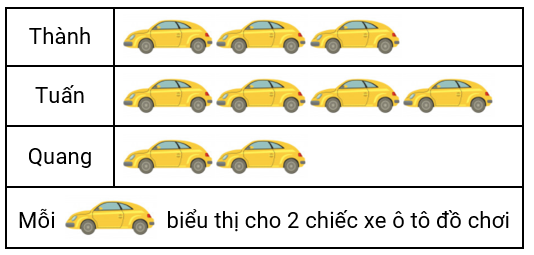 Thành
Tuấn
Quang
Mỗi biểu thị cho 2 chiếc xe ô tô đồ chơi